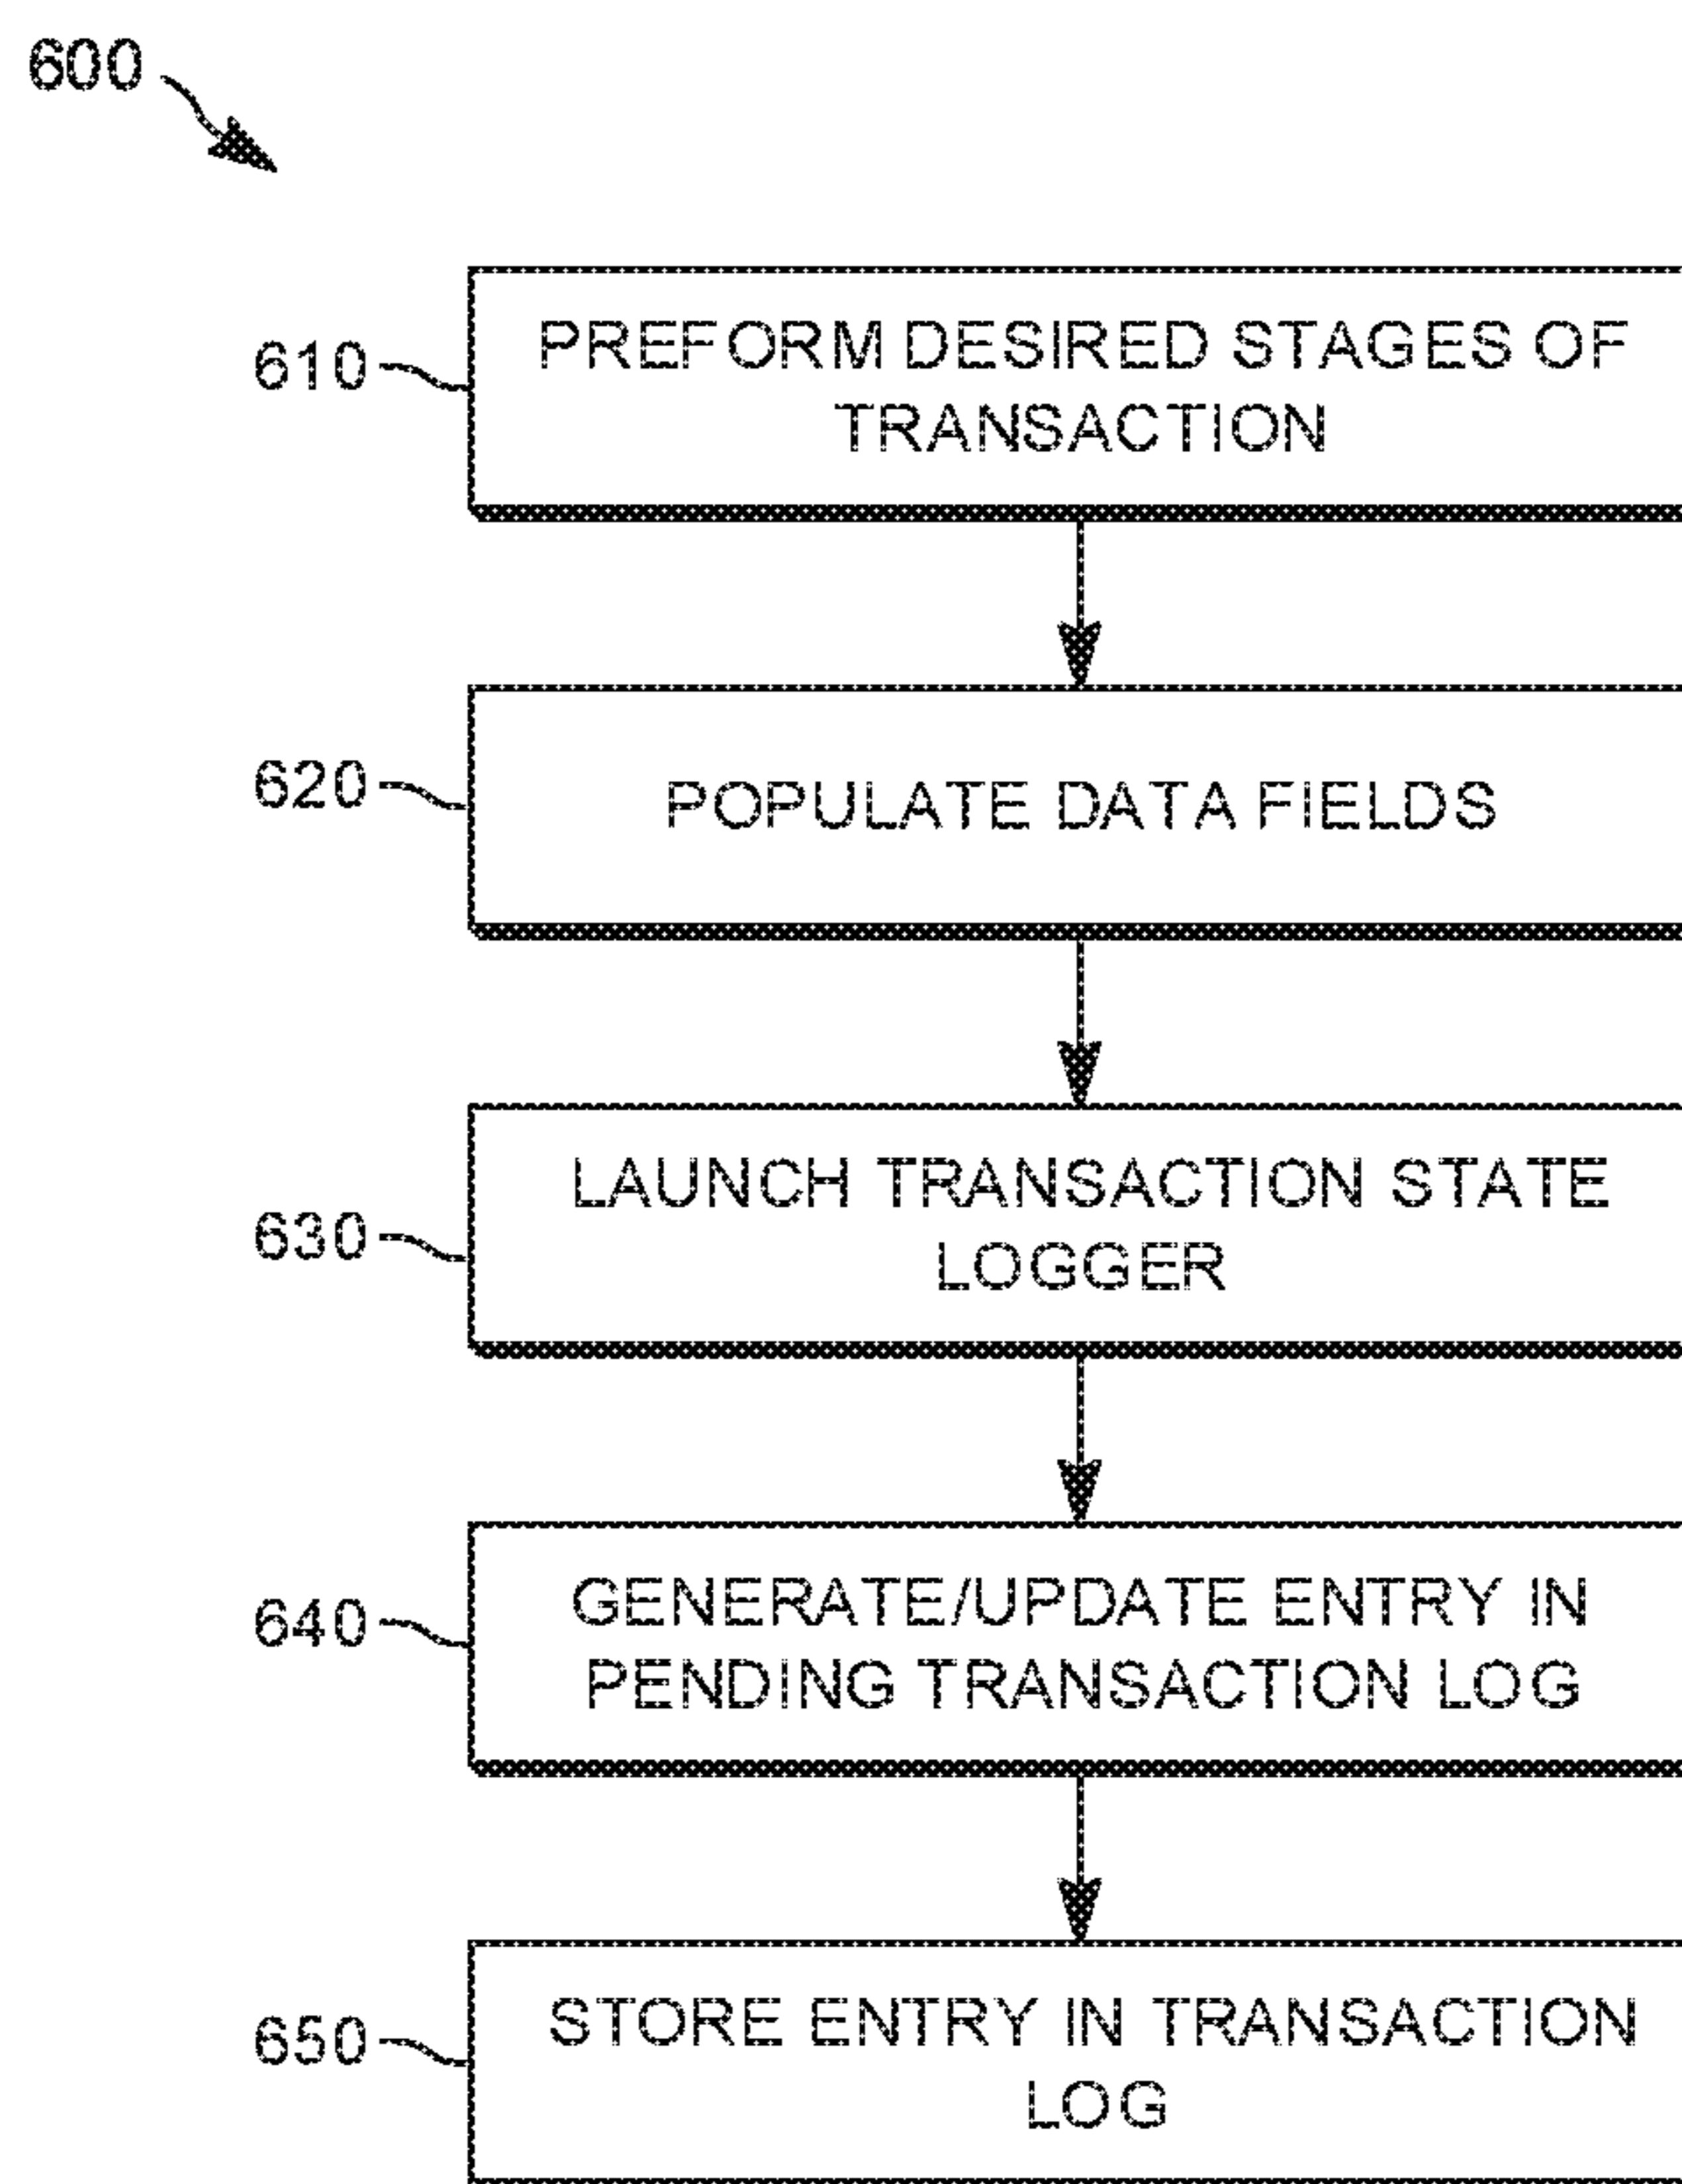 600
610
PREFORM DESIRED STAGES OF
TRANSACTION
620
POPULATE DATA FIELDS
630
LAUNCH TRANSACTION STATE
LOGGER
640
GENERATE/UPDATE ENTRY IN
PENDING TRANSACTION LOG
650
STORE ENTRY IN TRANSACTION
LOG